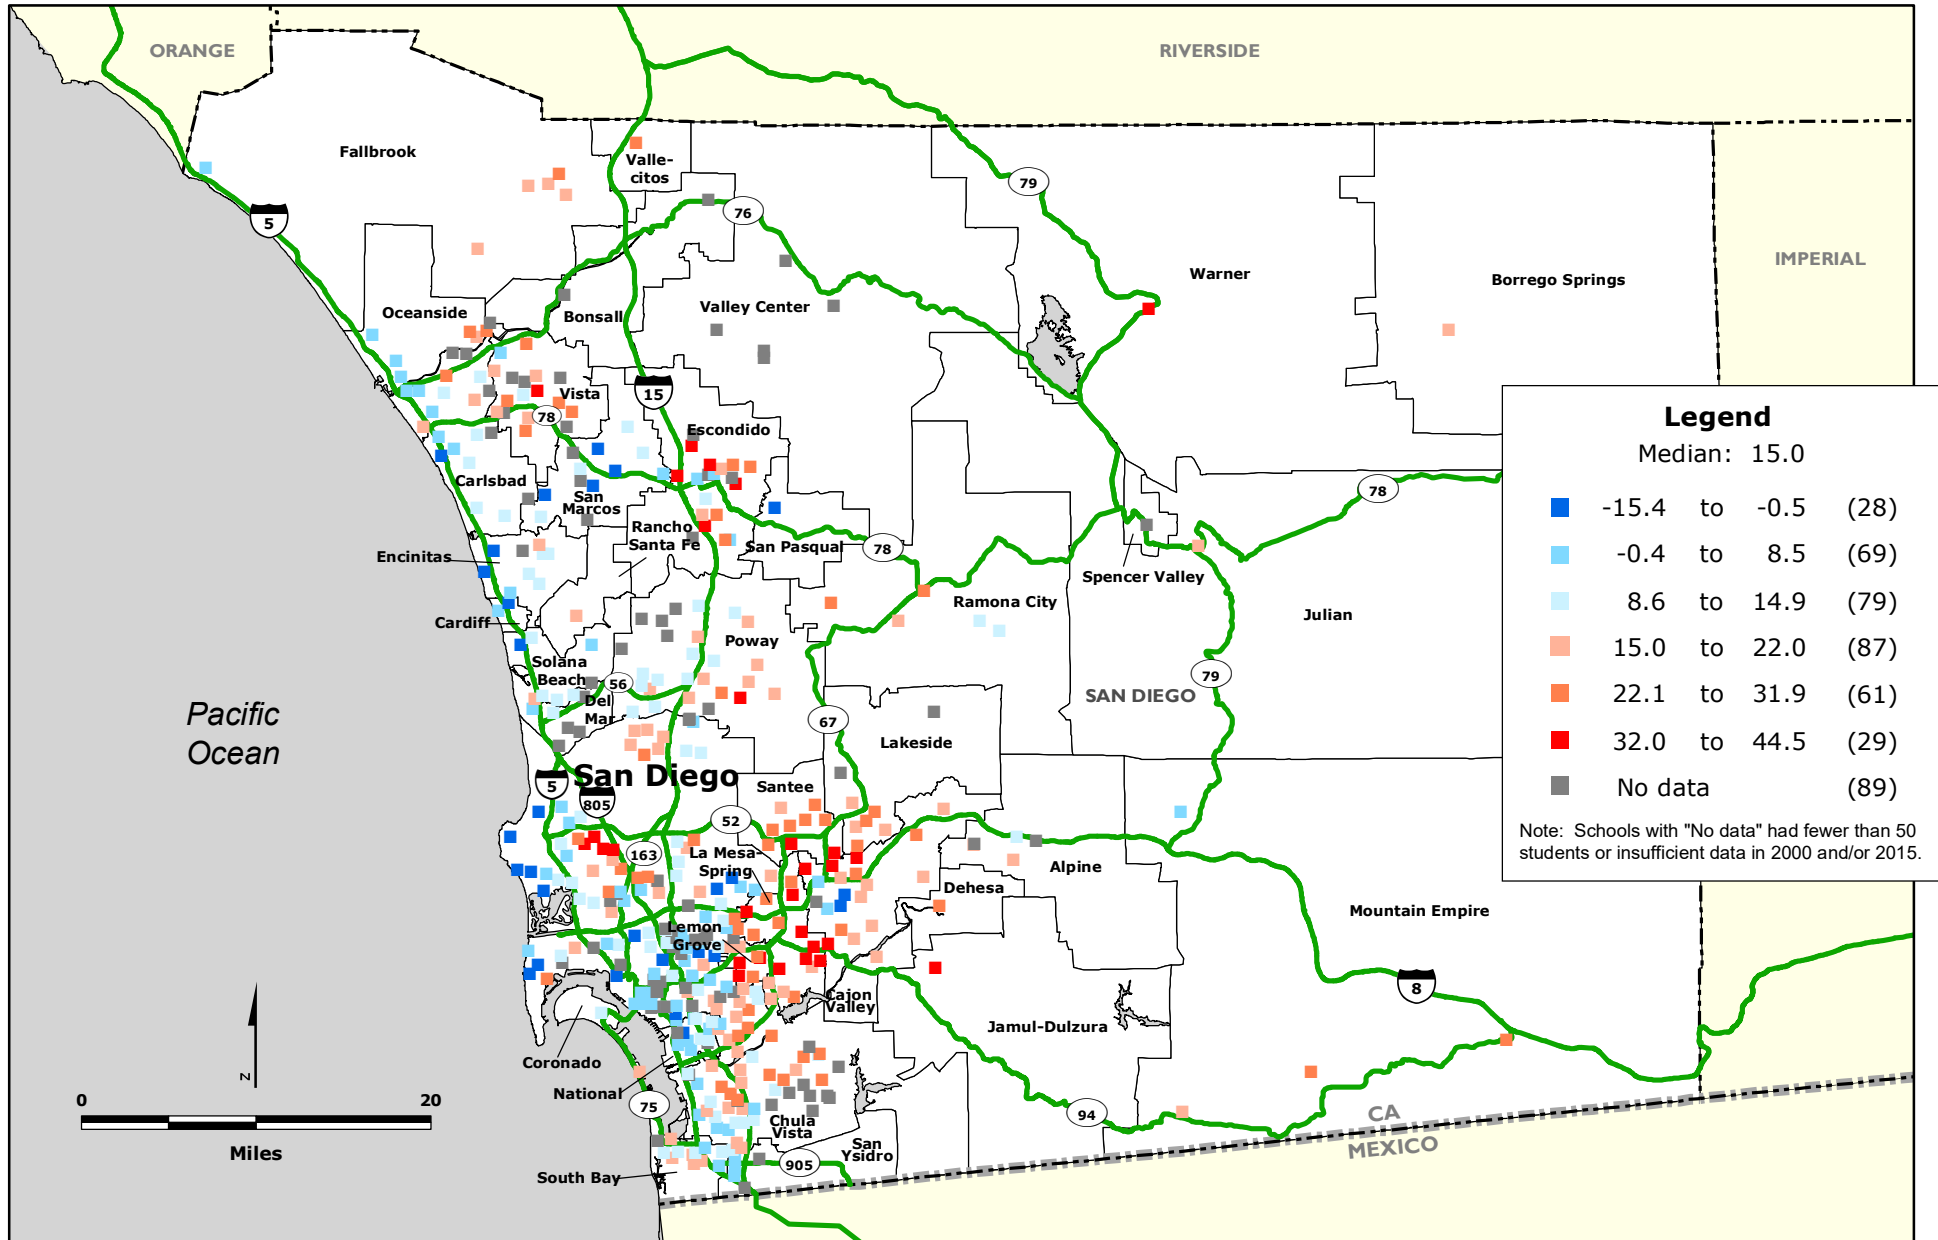 ORANGE
RIVERSIDE
Fallbrook
Valle-
citos
79
76
5
Warner
IMPERIAL
Borrego Springs
Oceanside
Bonsall
Valley Center
15
Vista
78
Escondido
Carlsbad
San
Marcos
Rancho
Santa Fe
San Pasqual
78
78
Encinitas
Spencer Valley
Ramona City
Julian
Cardiff
Poway
Solana
Beach
56
Del
Mar
79
SAN DIEGO
Pacific
Ocean
67
Lakeside
San Diego
5
805
Santee
52
163
La Mesa-
Spring
Alpine
Dehesa
Mountain Empire
Lemon
Grove
8
Cajon
Valley
Jamul-Dulzura
Coronado
National
75
94
CA
MEXICO
Chula
Vista
San
Ysidro
905
South Bay
z
0 20
Miles
Legend
Median: 15.0
-15.4 to -0.5 (28)
-0.4 to 8.5 (69)
8.6 to 14.9 (79)
15.0 to 22.0 (87)
22.1 to 31.9 (61)
32.0 to 44.5 (29)
No data (89)
Note: Schools with "No data" had fewer than 50
students or insufficient data in 2000 and/or 2015.